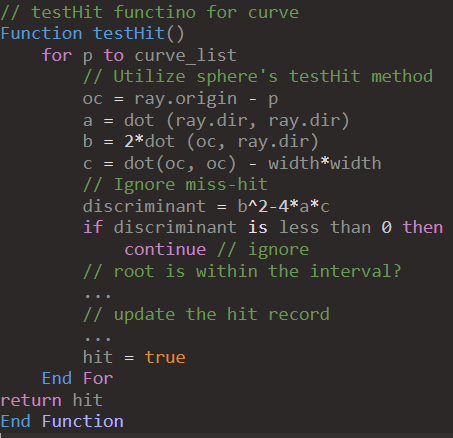 // testHit functino for curve
Function testHit()
    for p to curve_list
        // Utilize sphere's testHit method
        oc = ray.origin - p
        a = dot (ray.dir, ray.dir)
        b = 2*dot (oc, ray.dir)
        c = dot(oc, oc) - width*width
        // Ignore miss-hit
        discriminant = b^2-4*a*c
        if discriminant is less than 0 then
            continue // ignore
        // root is within the interval?
        ...
        // update the hit record
        ...
        hit = true
    End For
return hit
End Function